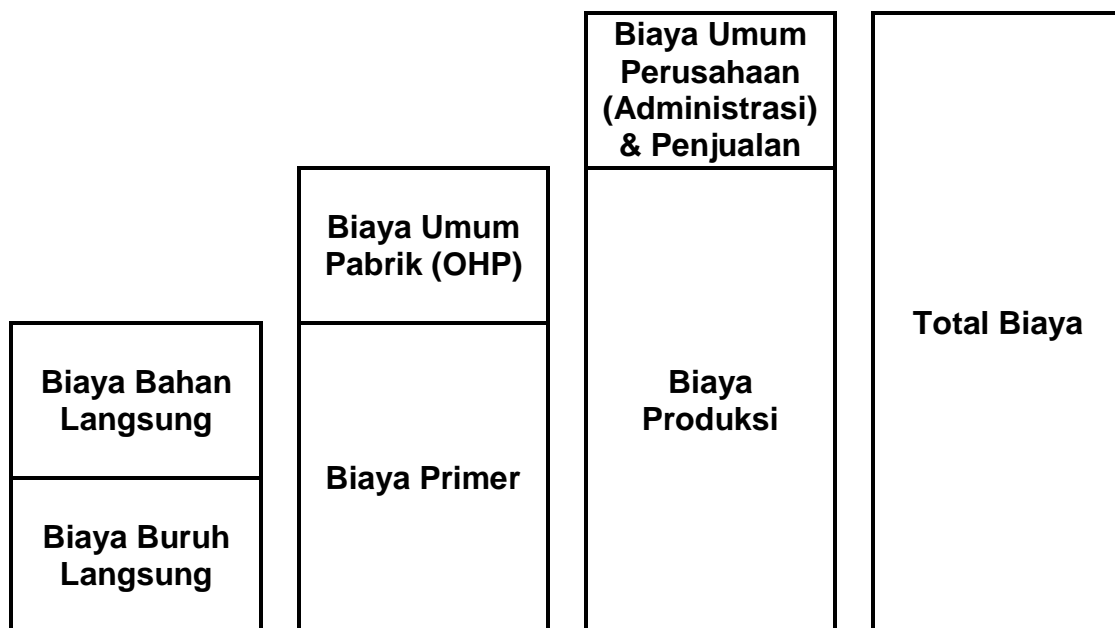 Biaya Bahan
Langsung
Biaya Buruh
Langsung
Biaya Umum
Pabrik (OHP)
Biaya Primer
Biaya Umum
Perusahaan
(Administrasi)
& Penjualan
Biaya
Produksi
Total Biaya